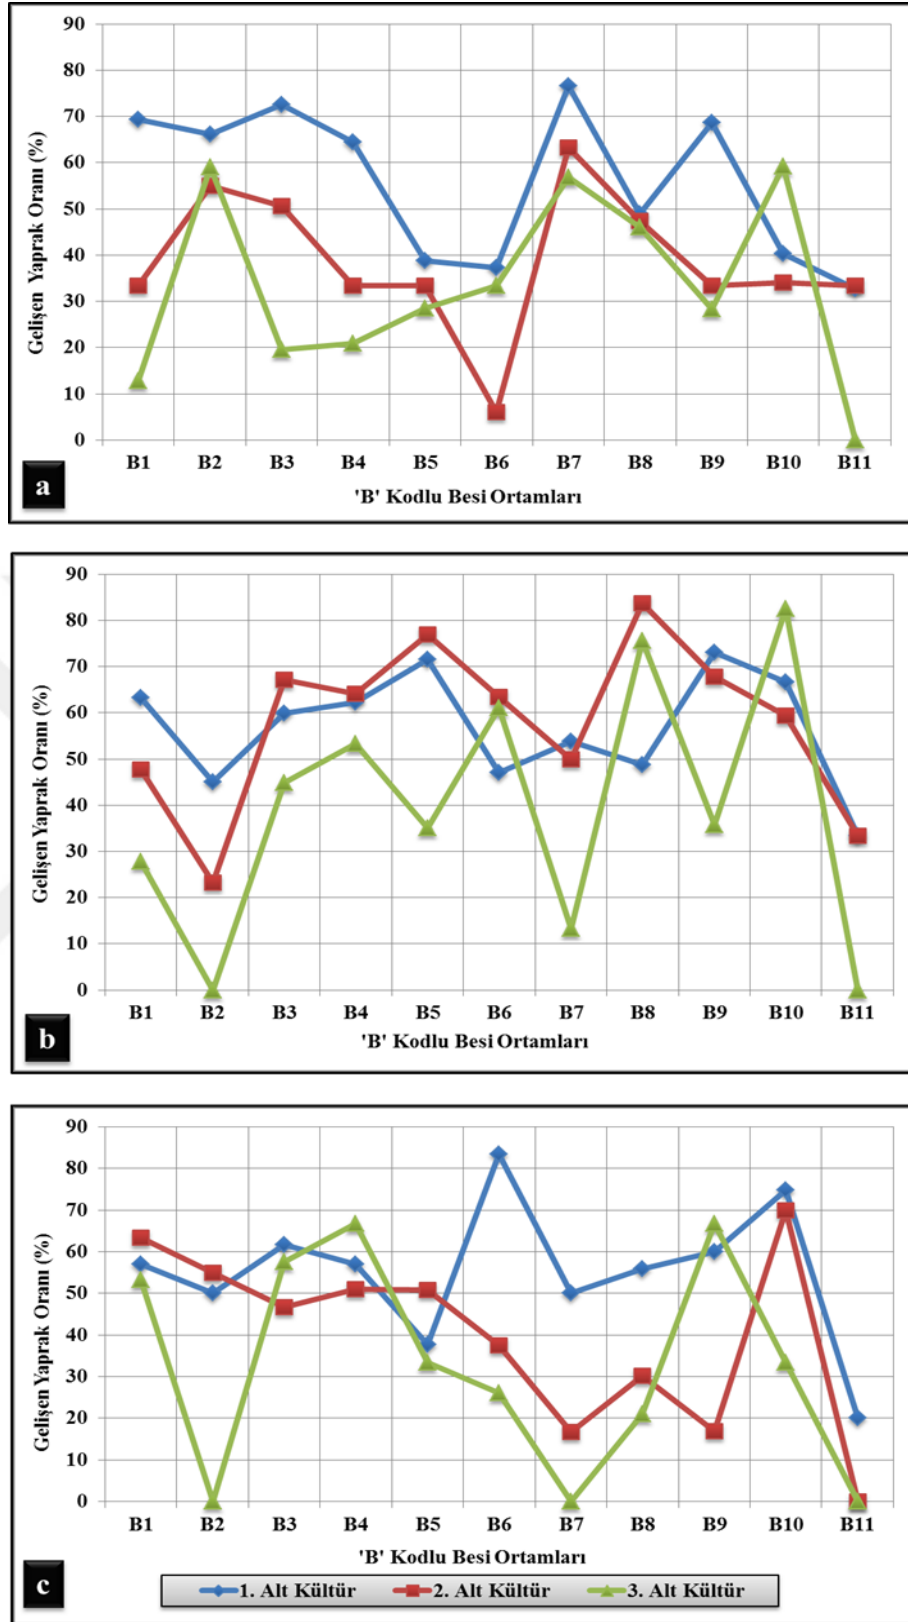 90
80
70
60
50
40
30
20
10
0
Gelişen Yaprak Oranı (%)
B1 B2 B3 B4 B5 B6 B7 B8 B9 B10 B11
'B' Kodlu Besi Ortamları
a
90
80
70
60
50
40
30
20
10
0
Gelişen Yaprak Oranı (%)
B1 B2 B3 B4 B5 B6 B7 B8 B9 B10 B11
'B' Kodlu Besi Ortamları
b
90
80
70
60
50
40
30
20
10
0
Gelişen Yaprak Oranı (%)
B1 B2 B3 B4 B5 B6 B7 B8 B9 B10 B11
'B' Kodlu Besi Ortamları
c
1. Alt Kültür 2. Alt Kültür 3. Alt Kültür